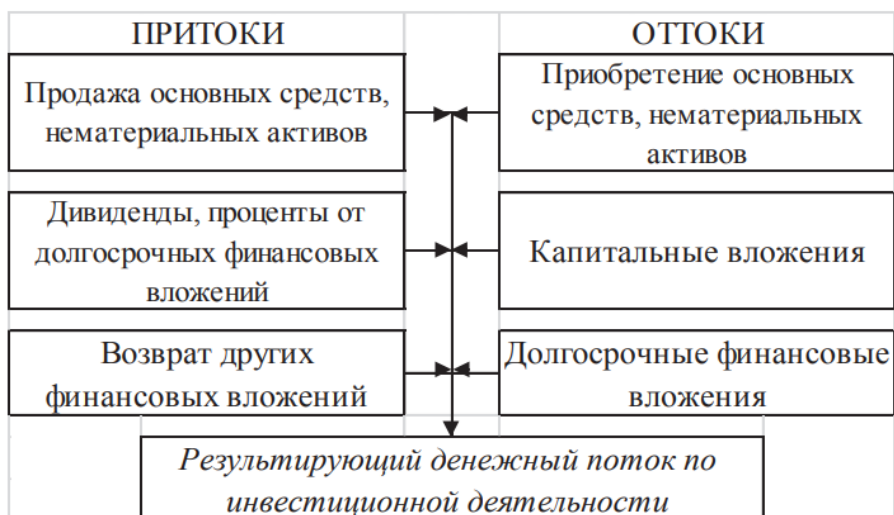 ПРИТОКИ
ОТТОКИ
Продажа основных средств,
нематериальных активов
Приобретение основных
средств, нематериальных
активов
Дивиденды, проценты от
долгосрочных финансовых
вложений
Капитальные вложения
Возврат других
финансовых вложений
Долгосрочные финансовые
вложения
Результирующий денежный поток по
инвестиционной деятельности